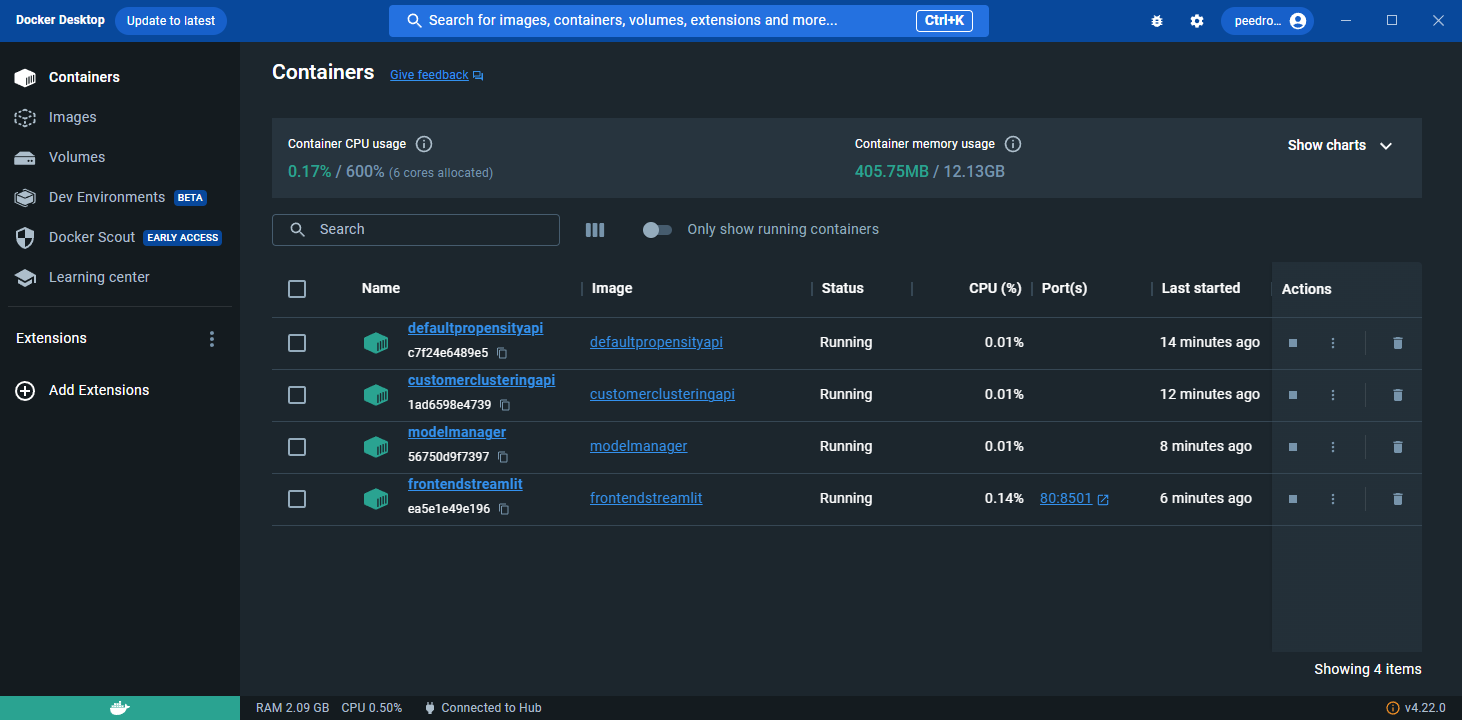 Docker Desktop Update to latest Search for images, containers, volumes, extensions and more... Ctrl+K peedro...
Containers
Images
Volumes
Dev Environments BETA
Docker Scout EARLY ACCESS
Learning center
Extensions
Add Extensions
Containers Give feedback
Container CPU usage
0.17% / 600% (6 cores allocated)
Container memory usage
405.75MB / 12.13GB
Show charts
Search Only show running containers
Name Image Status CPU (%) Port(s) Last started Actions
defaultpropensityapi
c7f24e6489e5 defaultpropensityapi Running 0.01% 14 minutes ago
customerclusteringapi
1ad6598e4739 customerclusteringapi Running 0.01% 12 minutes ago
modelmanager
56750d9f7397 modelmanager Running 0.01% 8 minutes ago
frontendstreamlit
ea5e1e49e196 frontendstreamlit Running 0.14% 80:8501 6 minutes ago
Showing 4 items
RAM 2.09 GB CPU 0.50% Connected to Hub v4.22.0